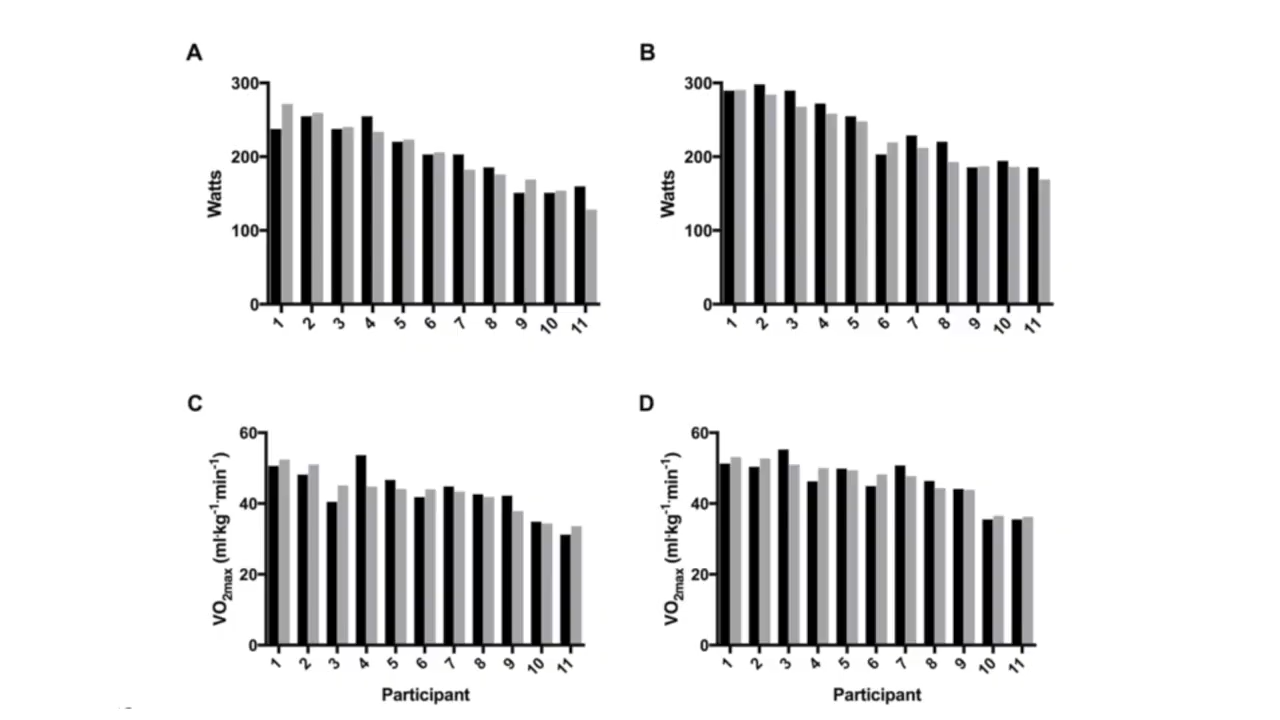 A
B
300
200
100
0
Watts
1 2 3 4 5 6 7 8 9 10 11
300
200
100
0
Watts
1 2 3 4 5 6 7 8 9 10 11
C
D
60
40
20
0
VO2max (ml·kg-1·min-1)
1 2 3 4 5 6 7 8 9 10 11
Participant
60
40
20
0
VO2max (ml·kg-1·min-1)
1 2 3 4 5 6 7 8 9 10 11
Participant